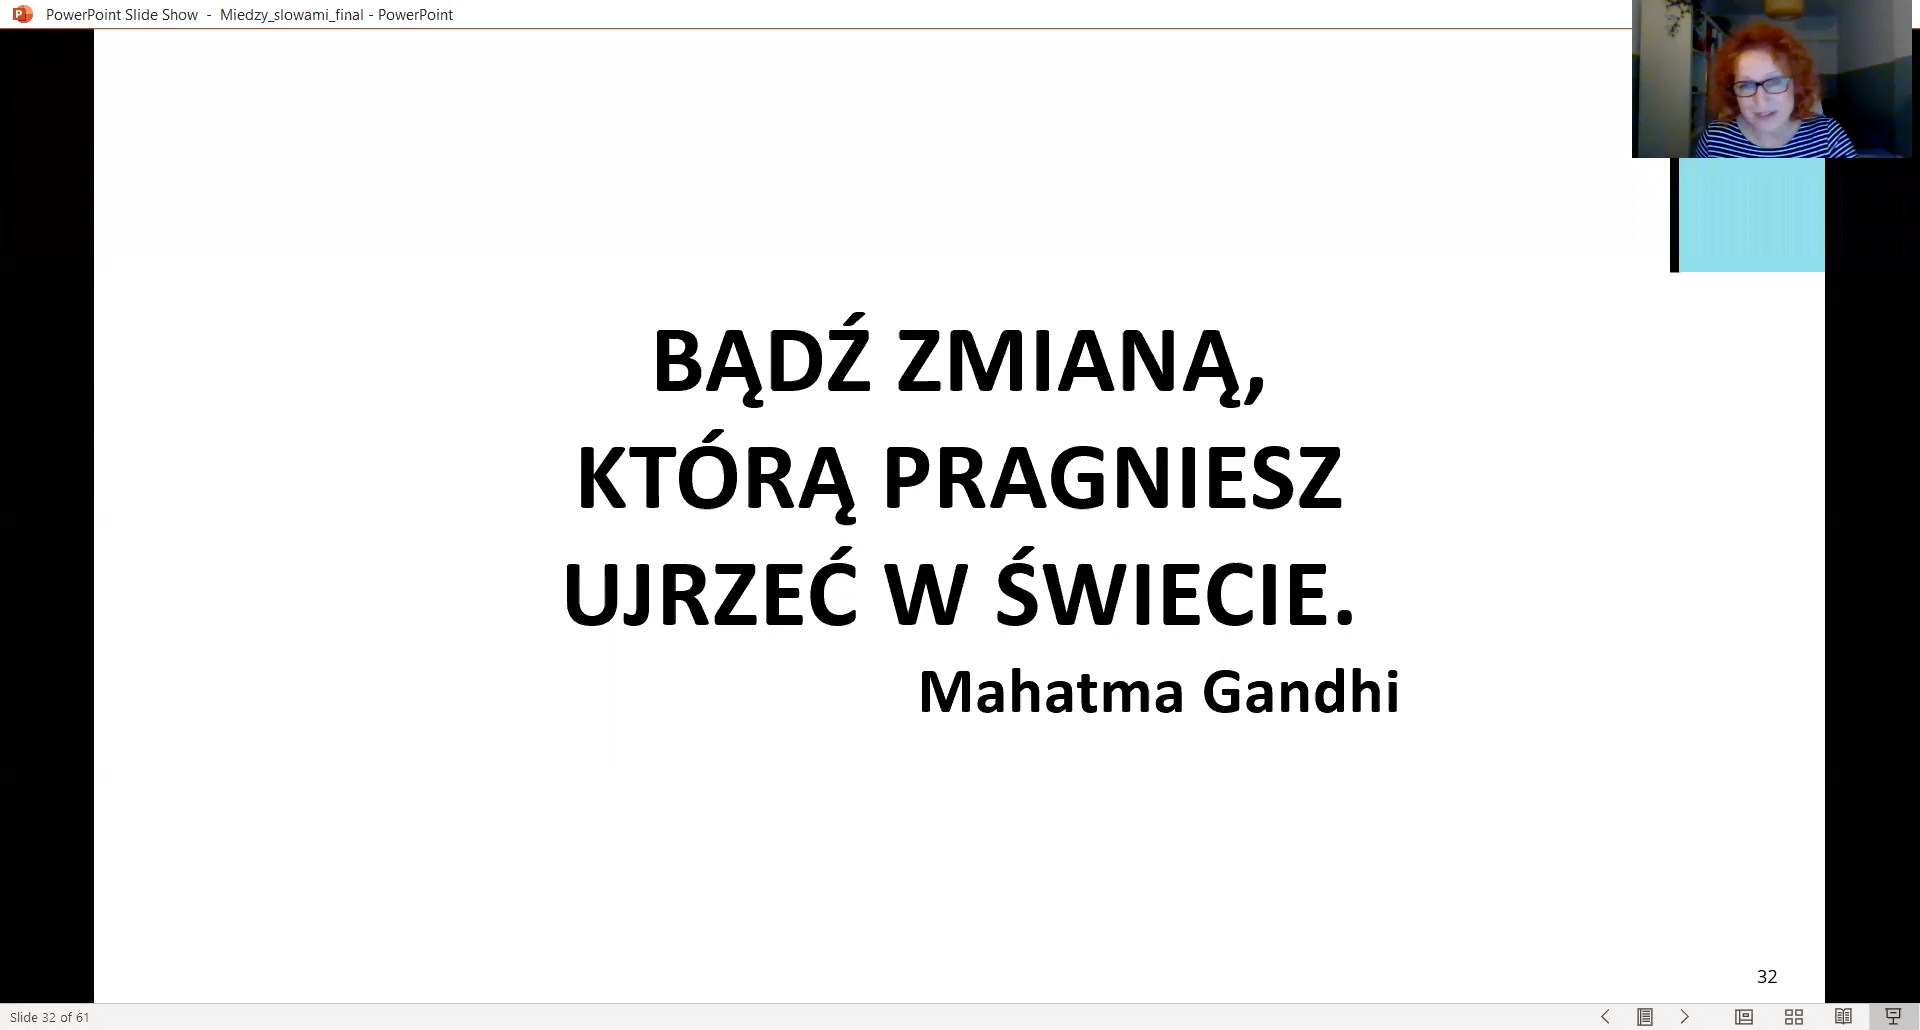 PowerPoint Slide Show - Miedzy_slowami_final - PowerPoint
BĄDŹ ZMIANĄ,
KTÓRĄ PRAGNIESZ
UJRZEĆ W ŚWIECIE.
Mahatma Gandhi
32
Slide 32 of 61